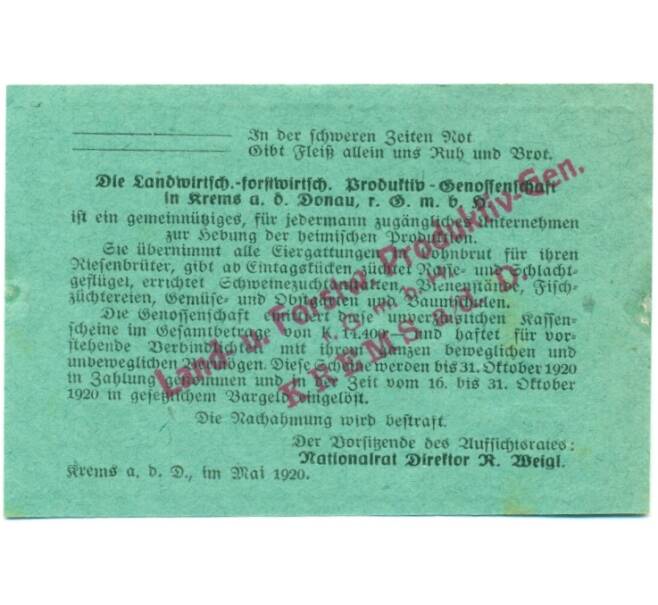 In der schweren Zeiten Not
Gibt Fleiß allein uns Ruh und Brot.
Die Landwirtsch.-forstwirtsch. Produktiv-Genossenschaft
in Krems a. d. Donau, r. G. m. b. H.
ist ein gemeinnütziges, für jedermann zugängliches Unternehmen
zur Hebung der heimischen Produktion.
Sie übernimmt alle Eiergattungen in Lohnbrut für ihren
Riesenbrüter, gibt ab Eintagskücken, züchtet Rasse- und Schlacht-
geflügel, errichtet Schweinezuchtanstalten, Bienenstände, Fisch-
züchtereien, Gemüse- und Obstgärten und Baumschulen.
Die Genossenschaft emittiert diese unverzinslichen Kassen-
scheine im Gesamtbetrage von K 14.400.— und haftet für vor-
stehende Verbindlichkeiten mit ihrem ganzen beweglichen und
unbeweglichen Vermögen. Diese Scheine werden bis 31. Oktober 1920
in Zahlung genommen und in der Zeit vom 16. bis 31. Oktober
1920 in gesetzlichem Bargeld eingelöst.
Die Nachahmung wird bestraft.
Der Vorsitzende des Aufsichtsrates:
Nationalrat Direktor R. Weigl.
Krems a. d. D., im Mai 1920.
Land- u. Forstw. Produktiv-Gen.
r. G. m. b. H.
KREMS a. d. D.